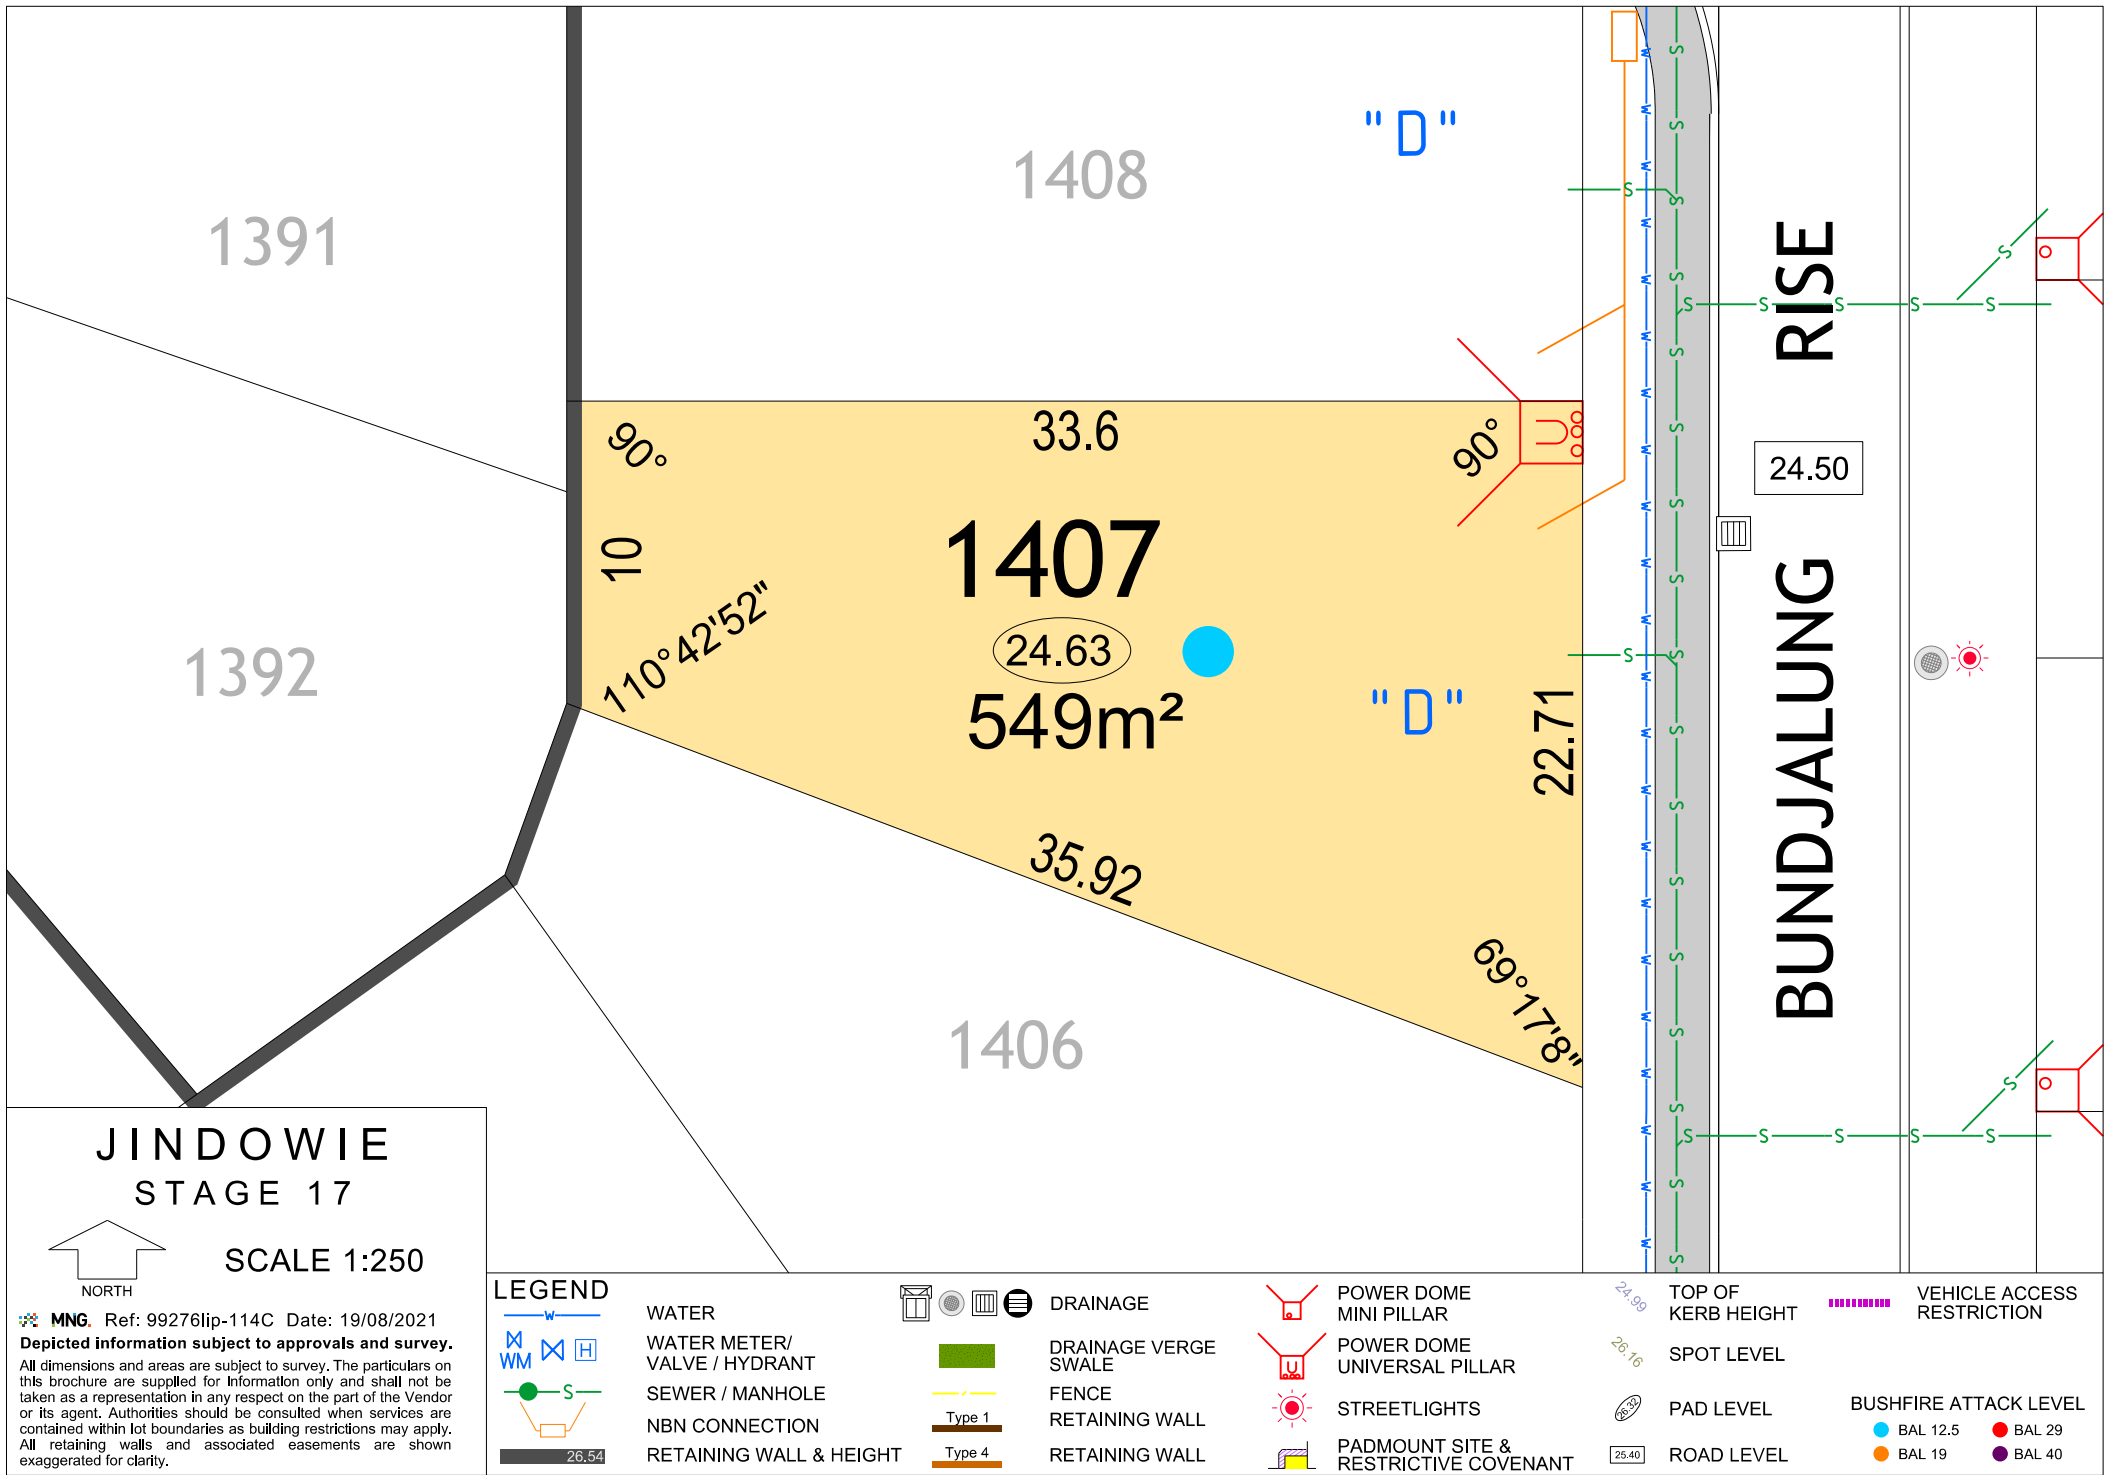 1391
1408
"D"
1392
33.6
90°
90°
10
110°42'52"
1407
24.63
549m²
"D"
22.71
35.92
69°17'8"
1406
BUNDJALUNG RISE
24.50
JINDOWIE
STAGE 17
NORTH
SCALE 1:250
MNG. Ref: 99276lip-114C Date: 19/08/2021
Depicted information subject to approvals and survey.
All dimensions and areas are subject to survey. The particulars on
this brochure are supplied for information only and shall not be
taken as a representation in any respect on the part of the Vendor
or its agent. Authorities should be consulted when services are
contained within lot boundaries as building restrictions may apply.
All retaining walls and associated easements are shown
exaggerated for clarity.
LEGEND
W WATER
WM H WATER METER/
VALVE / HYDRANT
S SEWER / MANHOLE
NBN CONNECTION
26.54 RETAINING WALL & HEIGHT
DRAINAGE
DRAINAGE VERGE
SWALE
FENCE
Type 1 RETAINING WALL
Type 4 RETAINING WALL
POWER DOME
MINI PILLAR
U POWER DOME
UNIVERSAL PILLAR
STREETLIGHTS
PADMOUNT SITE &
RESTRICTIVE COVENANT
24.99 TOP OF
KERB HEIGHT
26.16 SPOT LEVEL
26.32 PAD LEVEL
25.40 ROAD LEVEL
VEHICLE ACCESS
RESTRICTION
BUSHFIRE ATTACK LEVEL
BAL 12.5 BAL 29
BAL 19 BAL 40